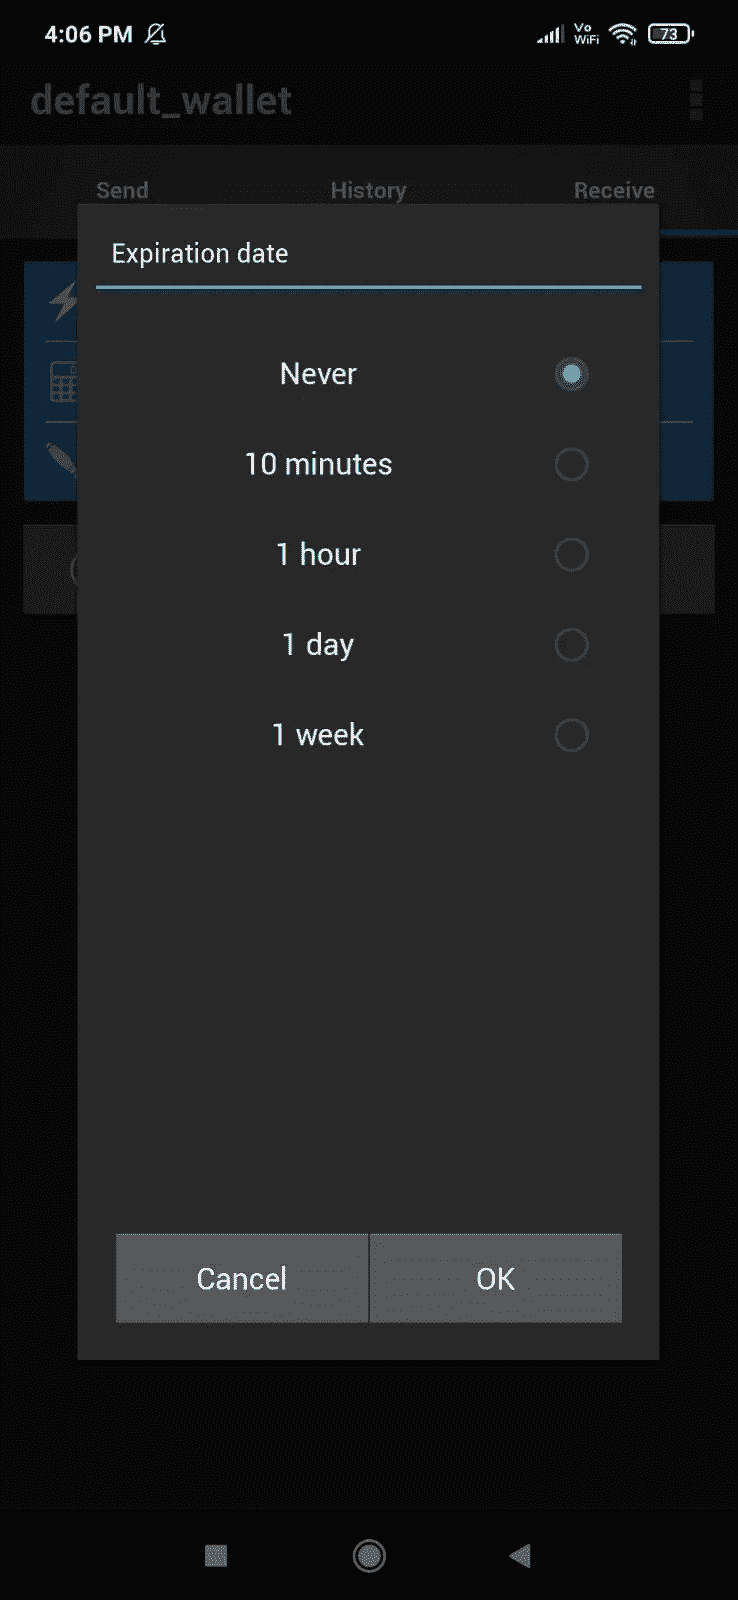 4:06 PM
Vo
WiFi
73
default_wallet
Send
History
Receive
Expiration date
Never
10 minutes
1 hour
1 day
1 week
Cancel
OK